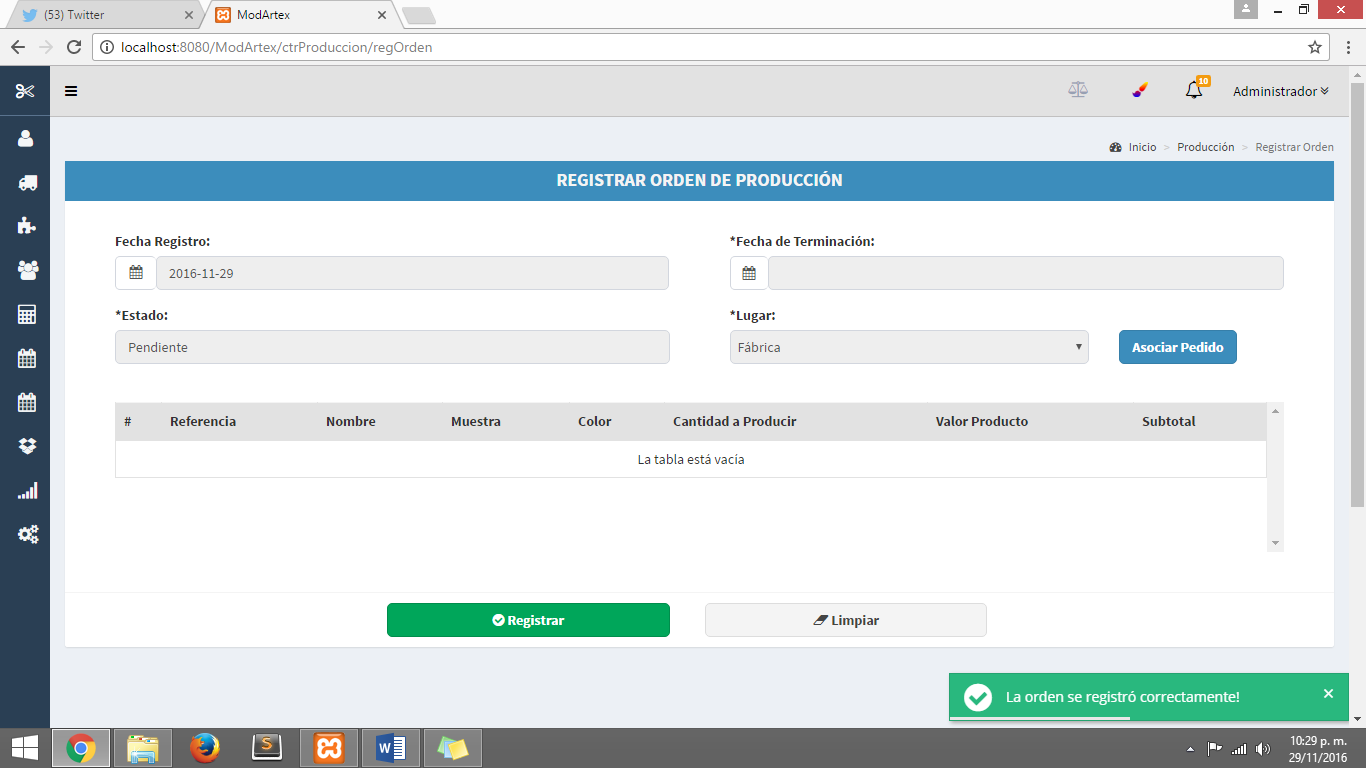 (53) Twitter
ModArtex
localhost:8080/ModArtex/ctrProduccion/regOrden
10
Administrador
Inicio > Producción > Registrar Orden
REGISTRAR ORDEN DE PRODUCCIÓN
Fecha Registro:
*Fecha de Terminación:
2016-11-29
*Estado:
*Lugar:
Pendiente
Fábrica
Asociar Pedido
# Referencia Nombre Muestra Color Cantidad a Producir Valor Producto Subtotal
La tabla está vacía
Registrar
Limpiar
La orden se registró correctamente!
10:29 p. m.
29/11/2016